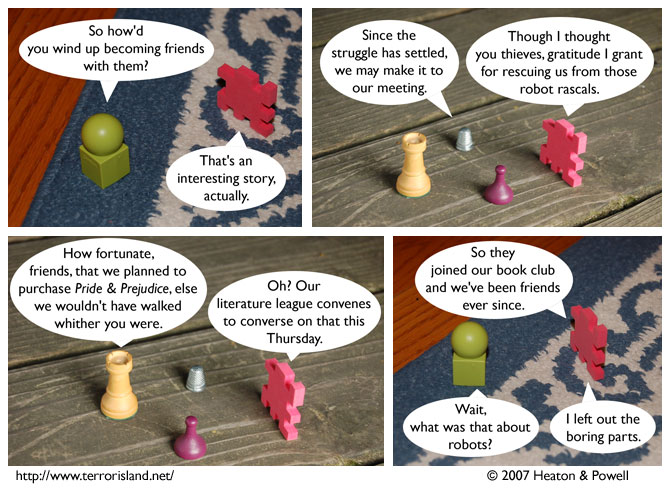 So how'd
you wind up becoming friends
with them?
That's an
interesting story,
actually.
Since the
struggle has settled,
we may make it to
our meeting.
Though I thought
you thieves, gratitude I grant
for rescuing us from those
robot rascals.
How fortunate,
friends, that we planned to
purchase Pride & Prejudice, else
we wouldn't have walked
whither you were.
Oh? Our
literature league convenes
to converse on that this
Thursday.
So they
joined our book club
and we've been friends
ever since.
Wait,
what was that about
robots?
I left out the
boring parts.
http://www.terrorisland.net/
© 2007 Heaton & Powell